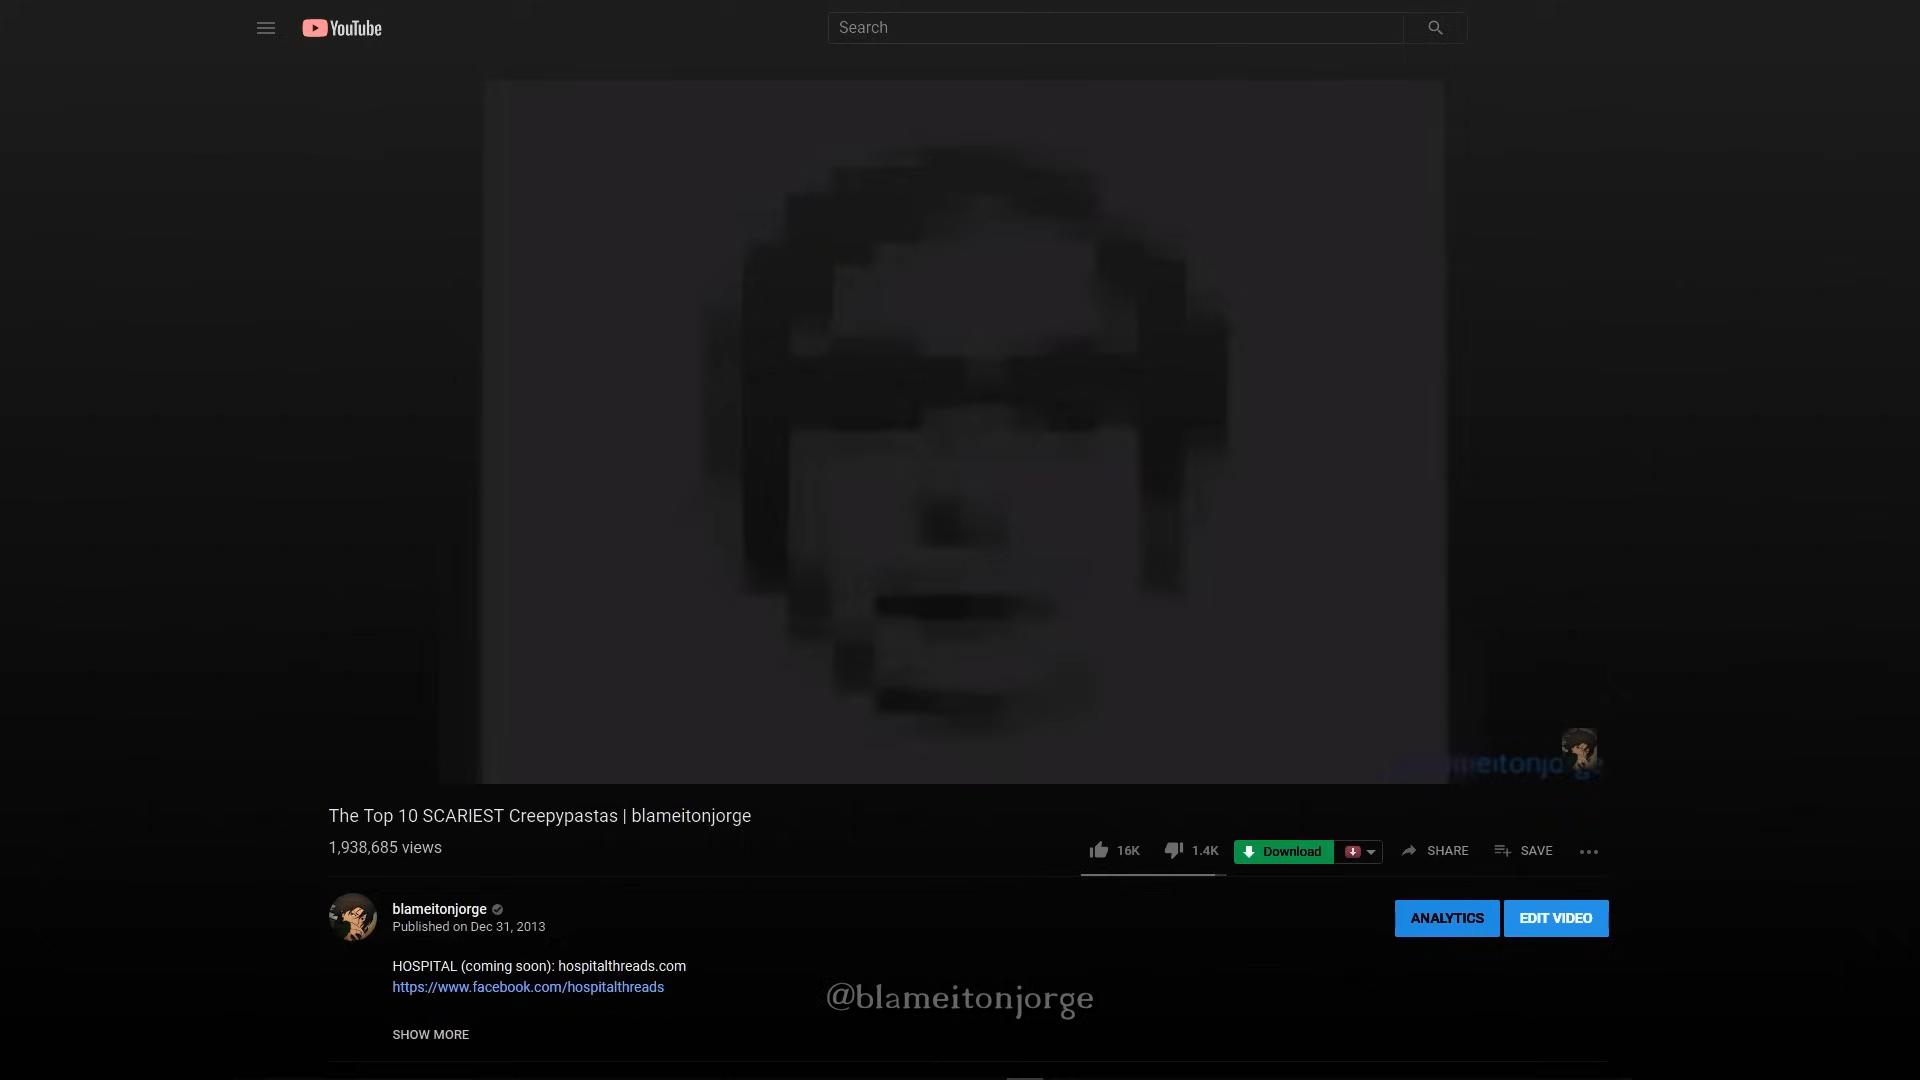 YouTube
Search
meitonjorge
The Top 10 SCARIEST Creepypastas | blameitonjorge
1,938,685 views
16K
1.4K
Download
SHARE
SAVE
blameitonjorge
Published on Dec 31, 2013
ANALYTICS
EDIT VIDEO
HOSPITAL (coming soon): hospitalthreads.com
https://www.facebook.com/hospitalthreads
@blameitonjorge
SHOW MORE